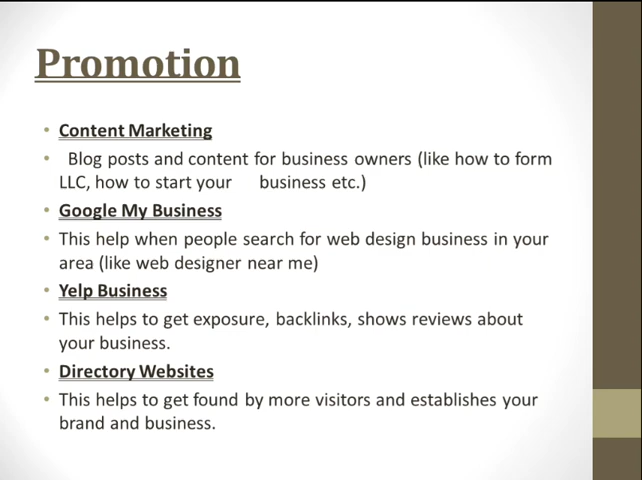 Promotion
• Content Marketing
• Blog posts and content for business owners (like how to form
LLC, how to start your business etc.)
• Google My Business
• This help when people search for web design business in your
area (like web designer near me)
• Yelp Business
• This helps to get exposure, backlinks, shows reviews about
your business.
• Directory Websites
• This helps to get found by more visitors and establishes your
brand and business.